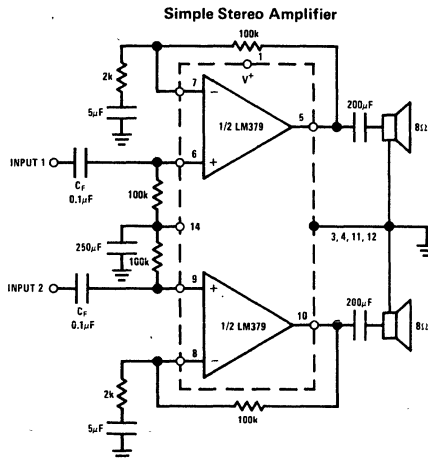 Simple Stereo Amplifier
100k
1
V+
2k
7
−
5µF
1/2 LM379
5
200µF
8Ω
INPUT 1
CF
0.1µF
6
+
100k
14
250µF
3, 4, 11, 12
100k
INPUT 2
CF
0.1µF
9
+
1/2 LM379
10
200µF
8Ω
8
−
2k
5µF
100k